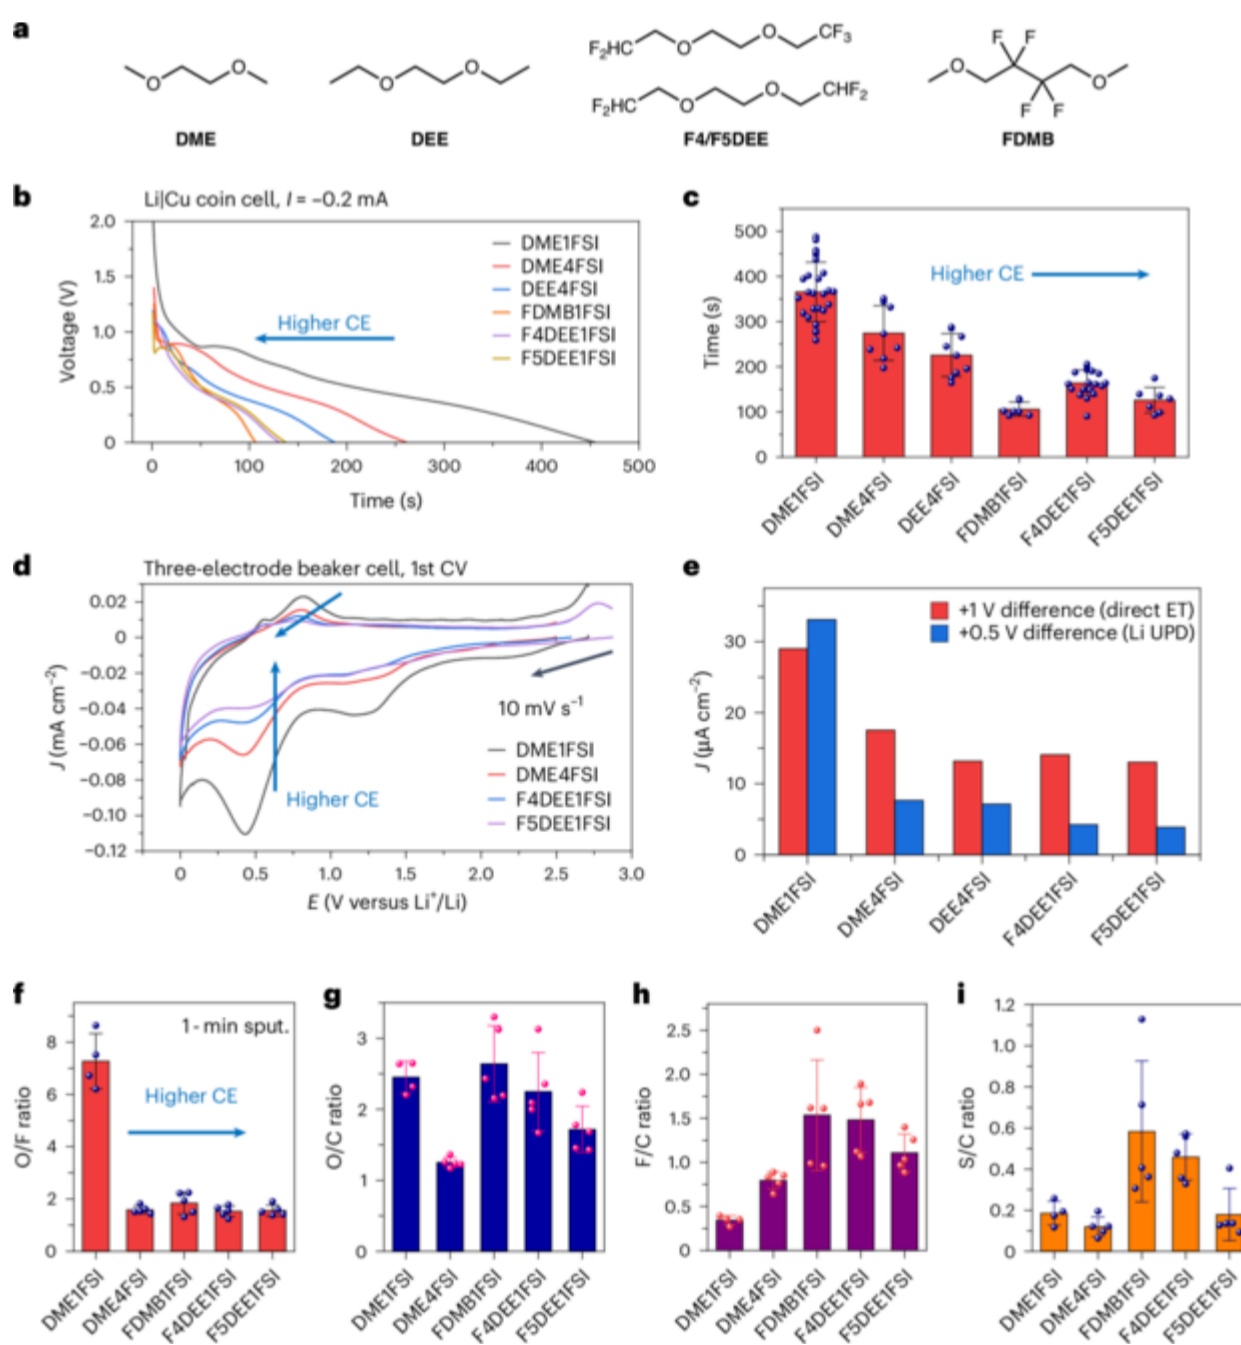 a
O
O
DME
O
O
DEE
F₂HC
O
O
CF₃
F₂HC
O
O
CHF₂
F4/F5DEE
O
F
F
F
F
O
FDMB
b
Li|Cu coin cell, I = −0.2 mA
Voltage (V)
2.0
1.5
1.0
0.5
0
DME1FSI
DME4FSI
DEE4FSI
FDMB1FSI
F4DEE1FSI
F5DEE1FSI
Higher CE
0 100 200 300 400 500
Time (s)
c
Time (s)
500
400
300
200
100
0
Higher CE
DME1FSI
DME4FSI
DEE4FSI
FDMB1FSI
F4DEE1FSI
F5DEE1FSI
d
Three-electrode beaker cell, 1st CV
J (mA cm⁻²)
0.02
0
−0.02
−0.04
−0.06
−0.08
−0.10
−0.12
10 mV s⁻¹
DME1FSI
DME4FSI
F4DEE1FSI
F5DEE1FSI
Higher CE
0 0.5 1.0 1.5 2.0 2.5 3.0
E (V versus Li⁺/Li)
e
+1 V difference (direct ET)
+0.5 V difference (Li UPD)
J (μA cm⁻²)
30
20
10
0
DME1FSI
DME4FSI
DEE4FSI
F4DEE1FSI
F5DEE1FSI
f
1-min sput.
O/F ratio
8
6
4
2
0
Higher CE
DME1FSI
DME4FSI
FDMB1FSI
F4DEE1FSI
F5DEE1FSI
g
O/C ratio
3
2
1
0
DME1FSI
DME4FSI
FDMB1FSI
F4DEE1FSI
F5DEE1FSI
h
F/C ratio
2.5
2.0
1.5
1.0
0.5
0
DME1FSI
DME4FSI
FDMB1FSI
F4DEE1FSI
F5DEE1FSI
i
S/C ratio
1.2
1.0
0.8
0.6
0.4
0.2
0
DME1FSI
DME4FSI
FDMB1FSI
F4DEE1FSI
F5DEE1FSI